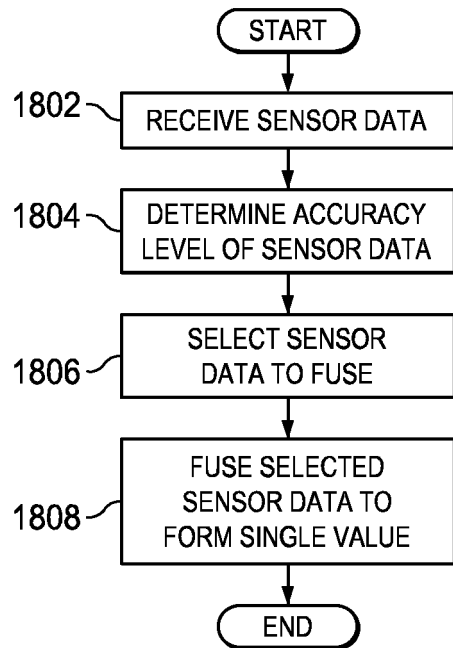 START
1802
RECEIVE SENSOR DATA
1804
DETERMINE ACCURACY
LEVEL OF SENSOR DATA
1806
SELECT SENSOR
DATA TO FUSE
1808
FUSE SELECTED
SENSOR DATA TO
FORM SINGLE VALUE
END